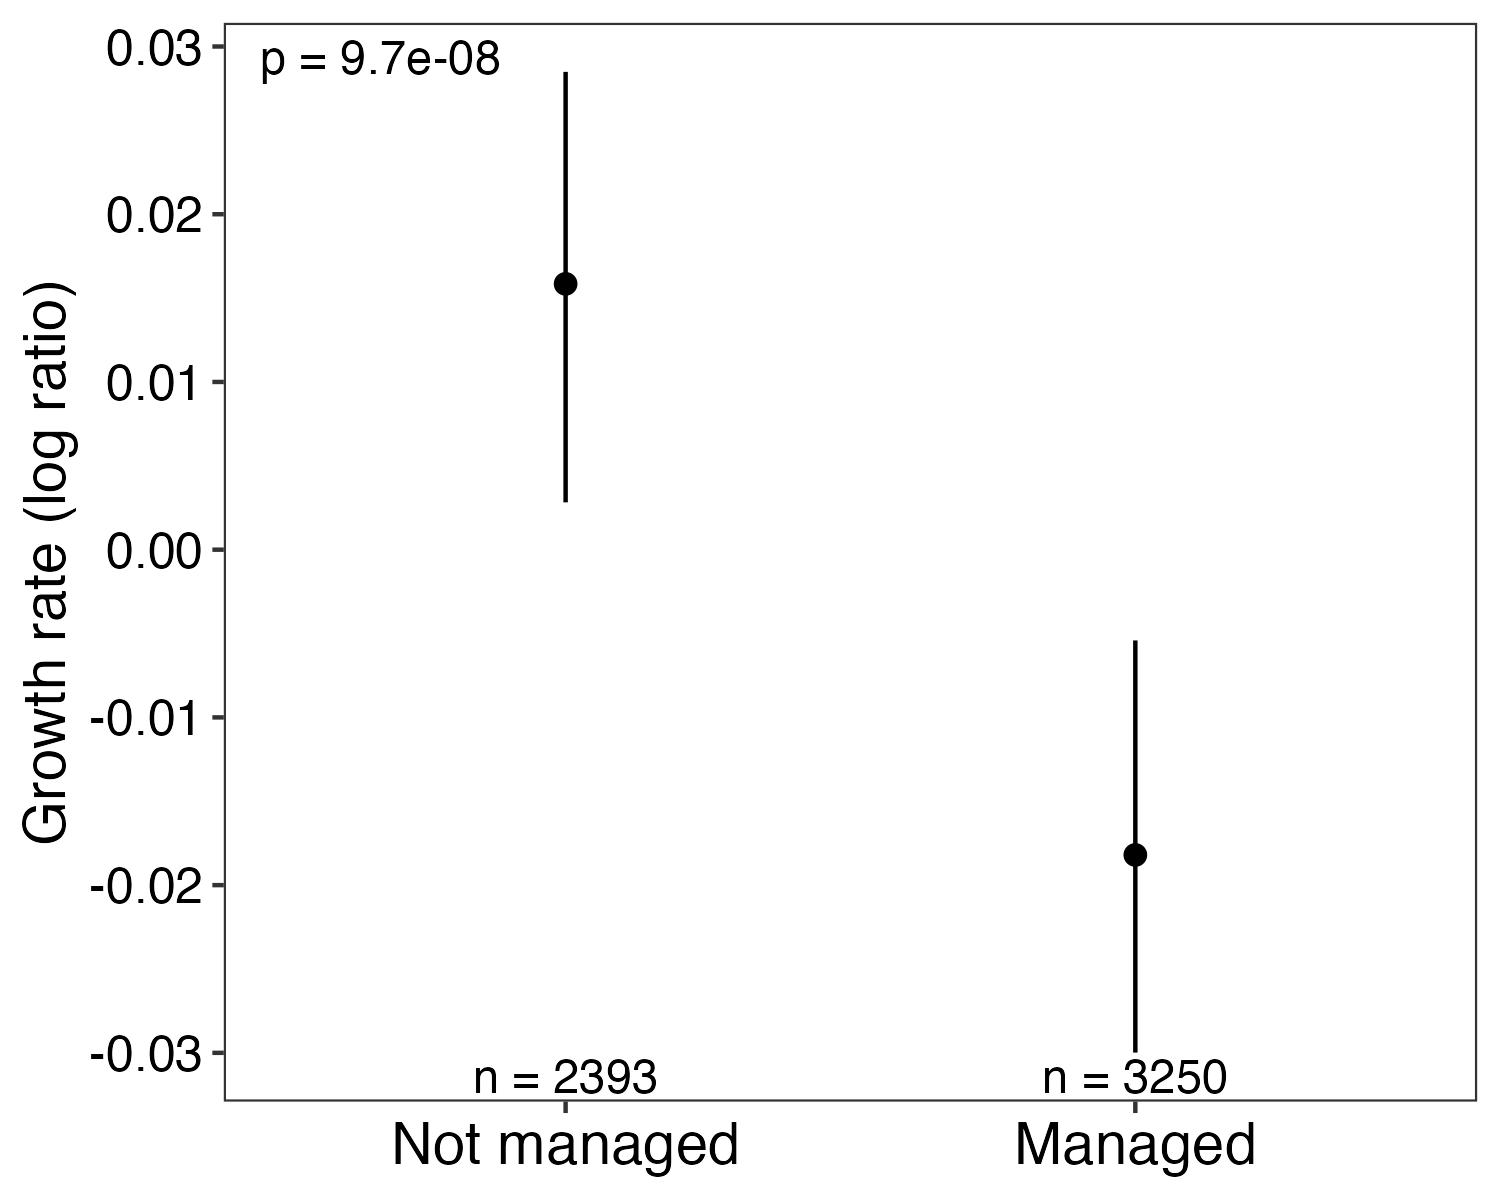 Growth rate (log ratio)
0.03
0.02
0.01
0.00
-0.01
-0.02
-0.03
p = 9.7e-08
n = 2393
n = 3250
Not managed
Managed